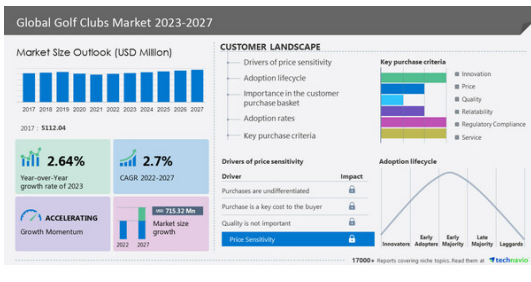 Global Golf Clubs Market 2023-2027
Market Size Outlook (USD Million)
2017 2018 2019 2020 2021 2022 2023 2024 2025 2026 2027
2017 : 5112.04
2.64%
Year-over-Year
growth rate of 2023
2.7%
CAGR 2022-2027
ACCELERATING
Growth Momentum
USD 715.32 Mn
Market size
growth
2022 2027
CUSTOMER LANDSCAPE
Drivers of price sensitivity
Adoption lifecycle
Importance in the customer
purchase basket
Adoption rates
Key purchase criteria
Key purchase criteria
Innovation
Price
Quality
Relatability
Regulatory Compliance
Service
Drivers of price sensitivity
Driver Impact
Purchases are undifferentiated
Purchase is a key cost to the buyer
Quality is not important
Price Sensitivity
Adoption lifecycle
Innovators
Early
Adopters
Early
Majority
Late
Majority
Laggards
17000+ Reports covering niche topics. Read them at technavio